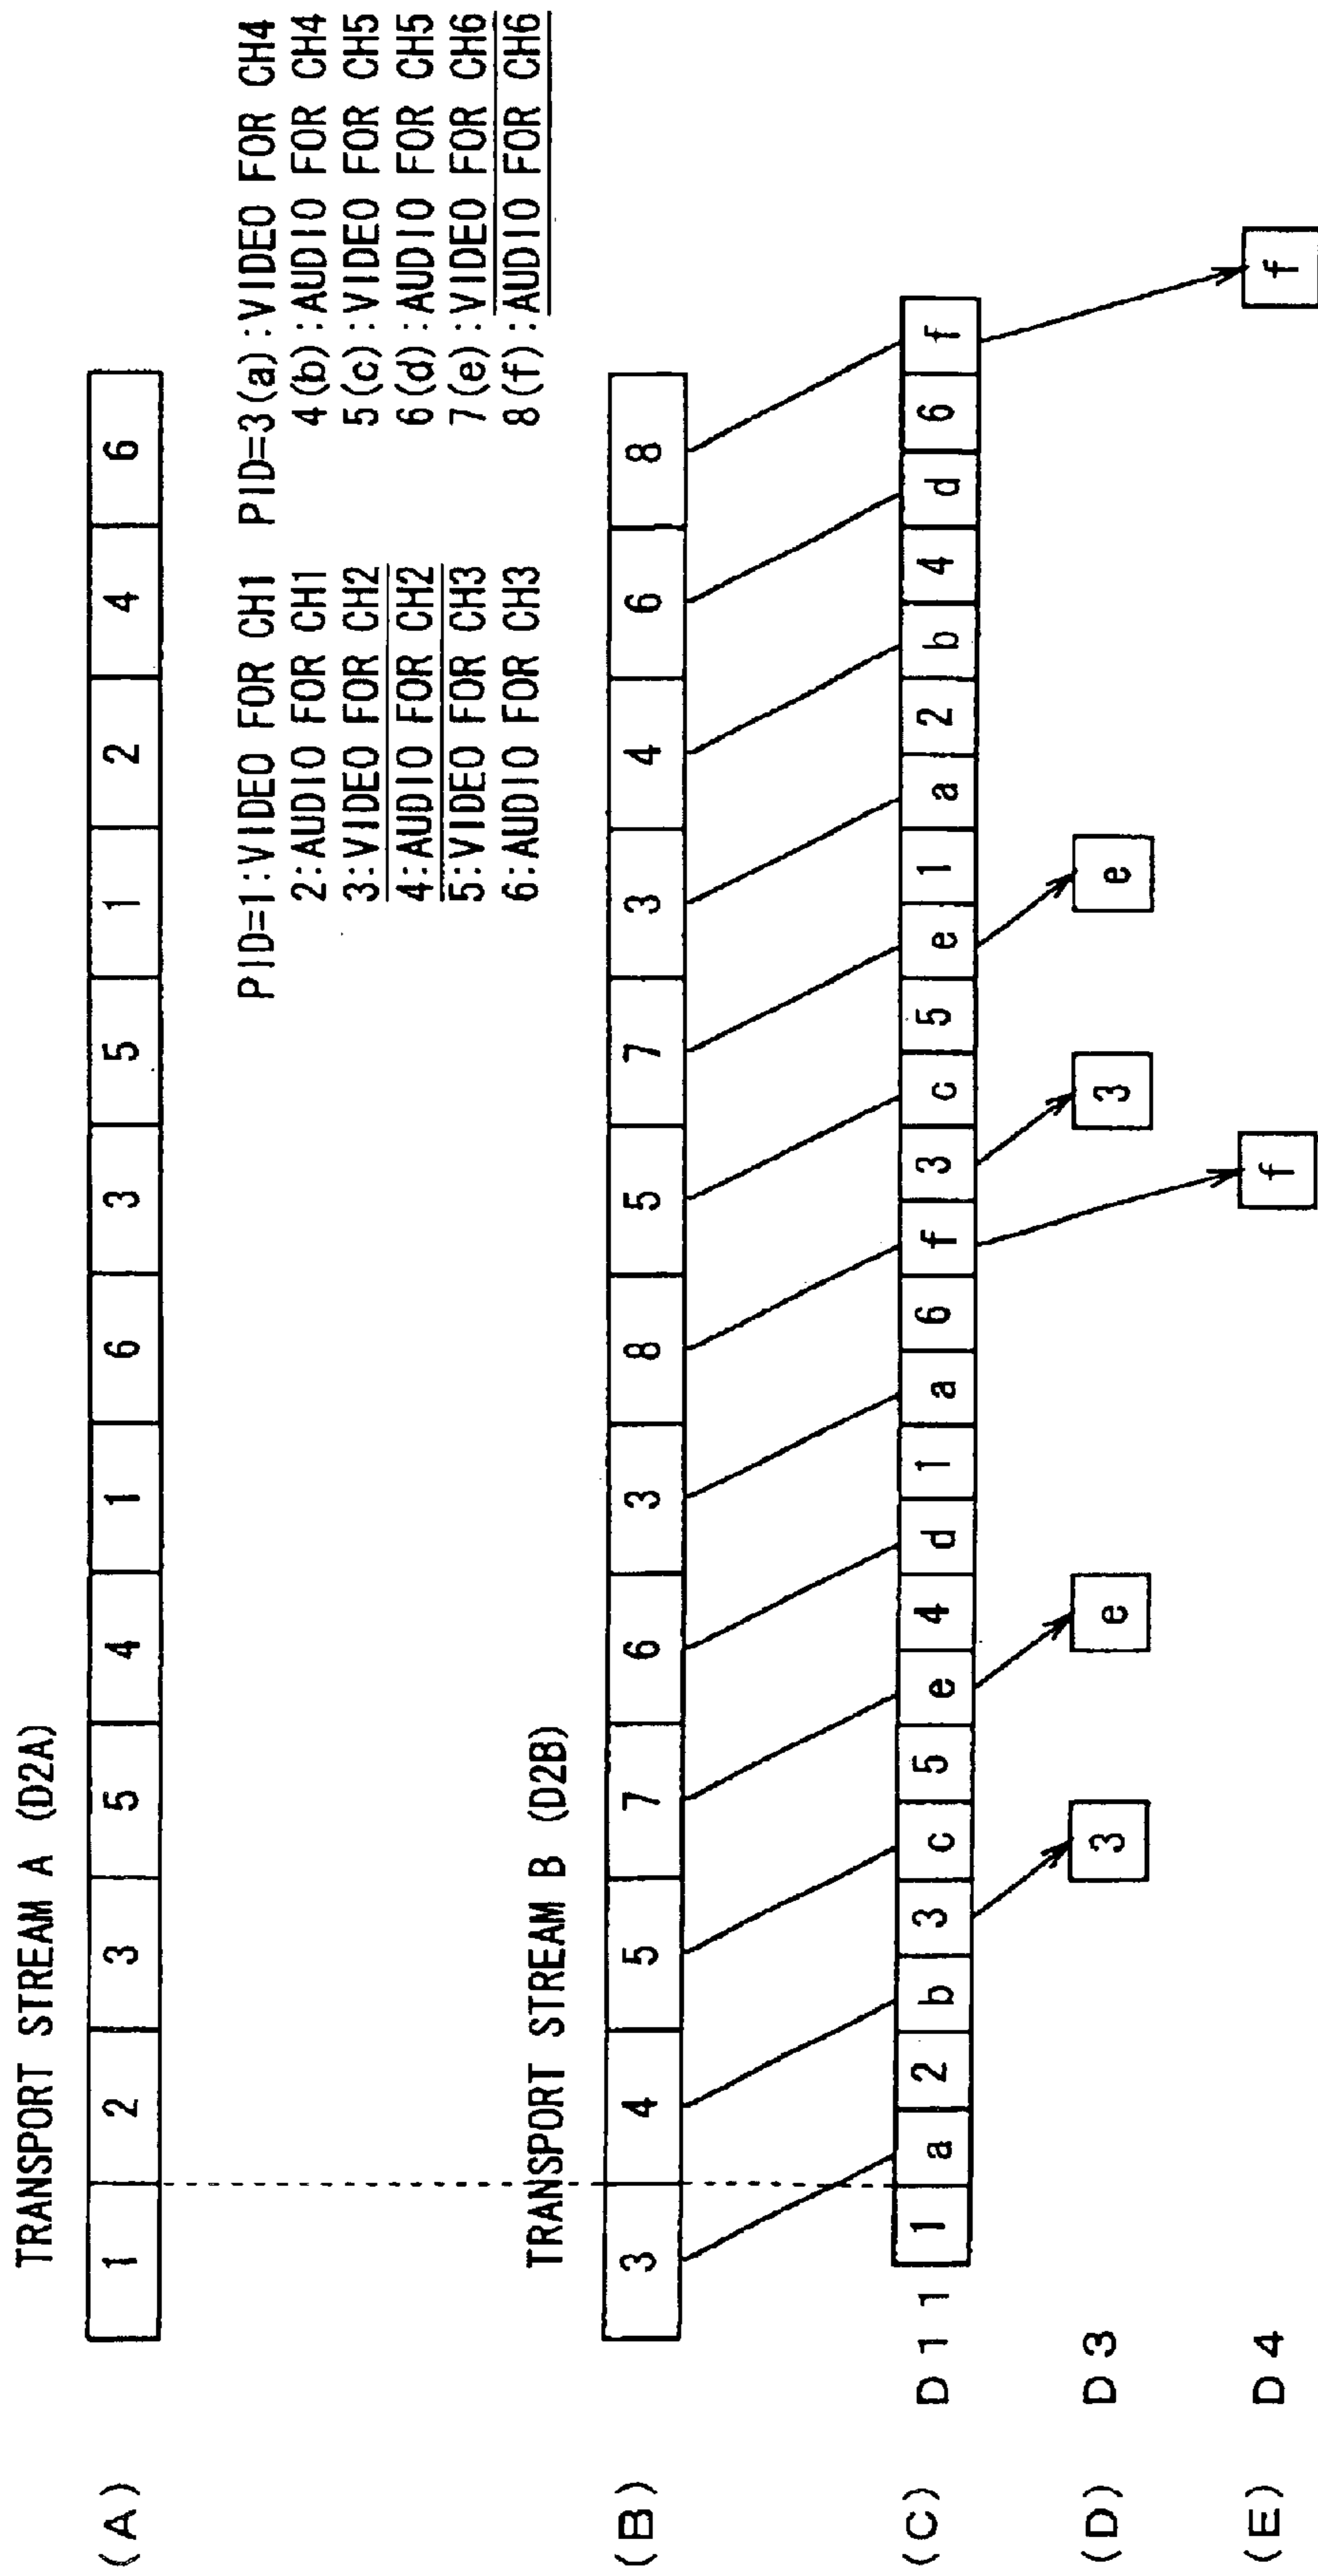 TRANSPORT STREAM A (D2A)
(A) 1 2 3 5 4 1 6 3 5 1 2 4 6
PID=1:VIDEO FOR CH1 PID=3(a):VIDEO FOR CH4
2:AUDIO FOR CH1 4(b):AUDIO FOR CH4
3:VIDEO FOR CH2 5(c):VIDEO FOR CH5
4:AUDIO FOR CH2 6(d):AUDIO FOR CH5
5:VIDEO FOR CH3 7(e):VIDEO FOR CH6
6:AUDIO FOR CH3 8(f):AUDIO FOR CH6
TRANSPORT STREAM B (D2B)
(B) 3 4 5 7 6 3 8 5 7 3 4 6 8
(C) D11 1 a 2 b 3 c 5 e 4 d 1 a 6 f 3 c 5 e 1 a 2 b 4 d 6 f
(D) D3 3 e 3 e
(E) D4 f f